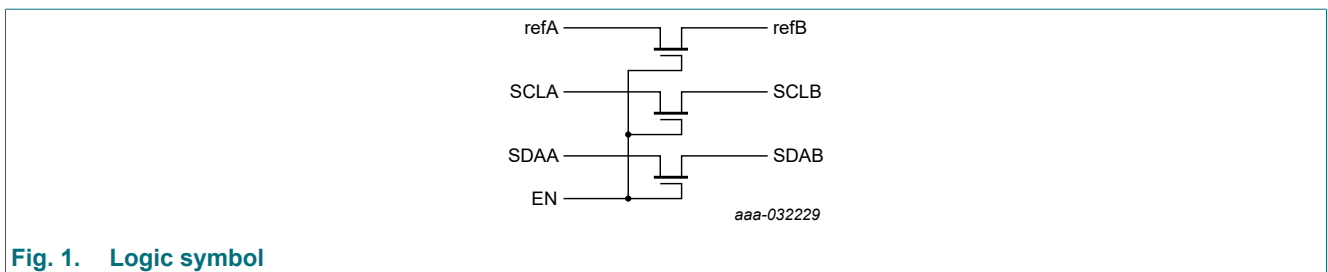 refA refB
SCLA SCLB
SDAA SDAB
EN
aaa-032229
Fig. 1. Logic symbol